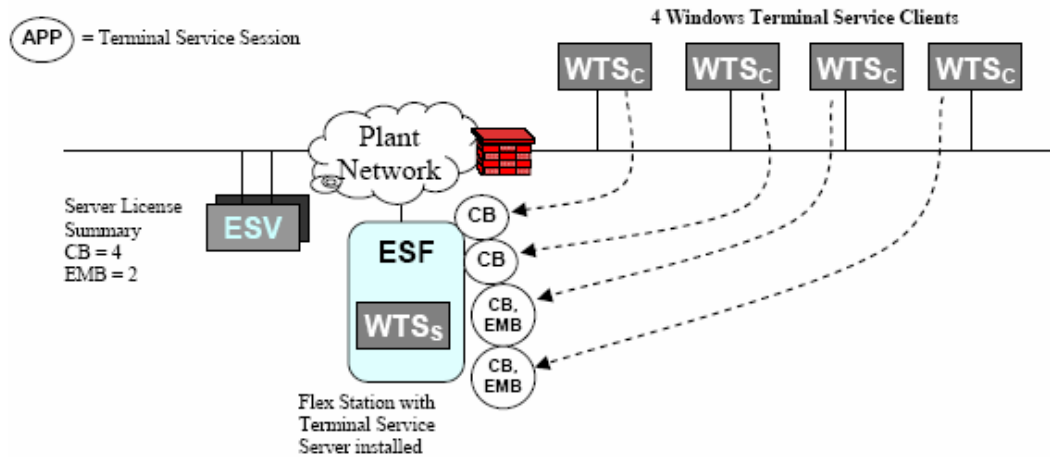 4 Windows Terminal Service Clients
APP = Terminal Service Session
WTSC
WTSC
WTSC
WTSC
Plant
Network
Server License
Summary
CB = 4
EMB = 2
ESV
ESF
WTSS
CB
CB
CB,
EMB
CB,
EMB
Flex Station with
Terminal Service
Server installed